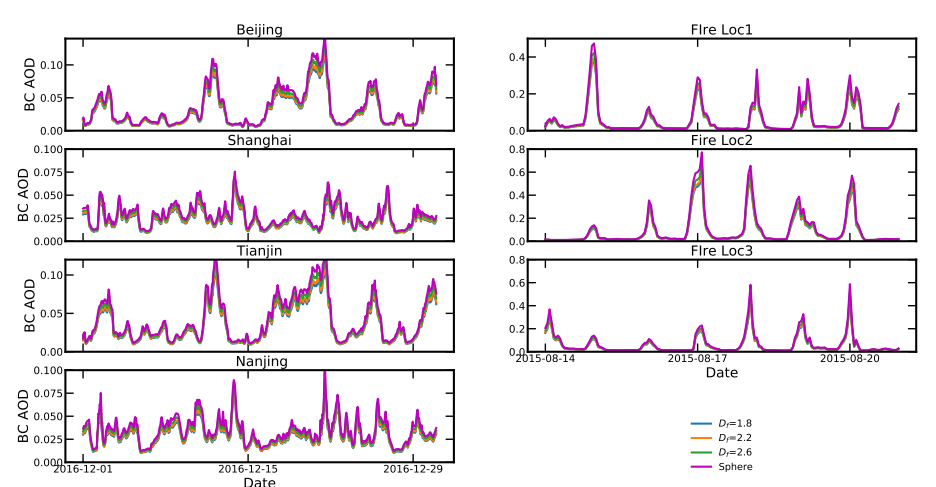 Beijing
BC AOD
0.10
0.05
0.00
Shanghai
BC AOD
0.100
0.075
0.050
0.025
0.000
Tianjin
BC AOD
0.10
0.05
0.00
Nanjing
BC AOD
0.100
0.075
0.050
0.025
0.000
2016-12-01 2016-12-15 2016-12-29
Date
FIre Loc1
0.4
0.2
0.0
FIre Loc2
0.8
0.6
0.4
0.2
0.0
FIre Loc3
0.8
0.6
0.4
0.2
0.0
2015-08-14 2015-08-17 2015-08-20
Date
Df=1.8
Df=2.2
Df=2.6
Sphere